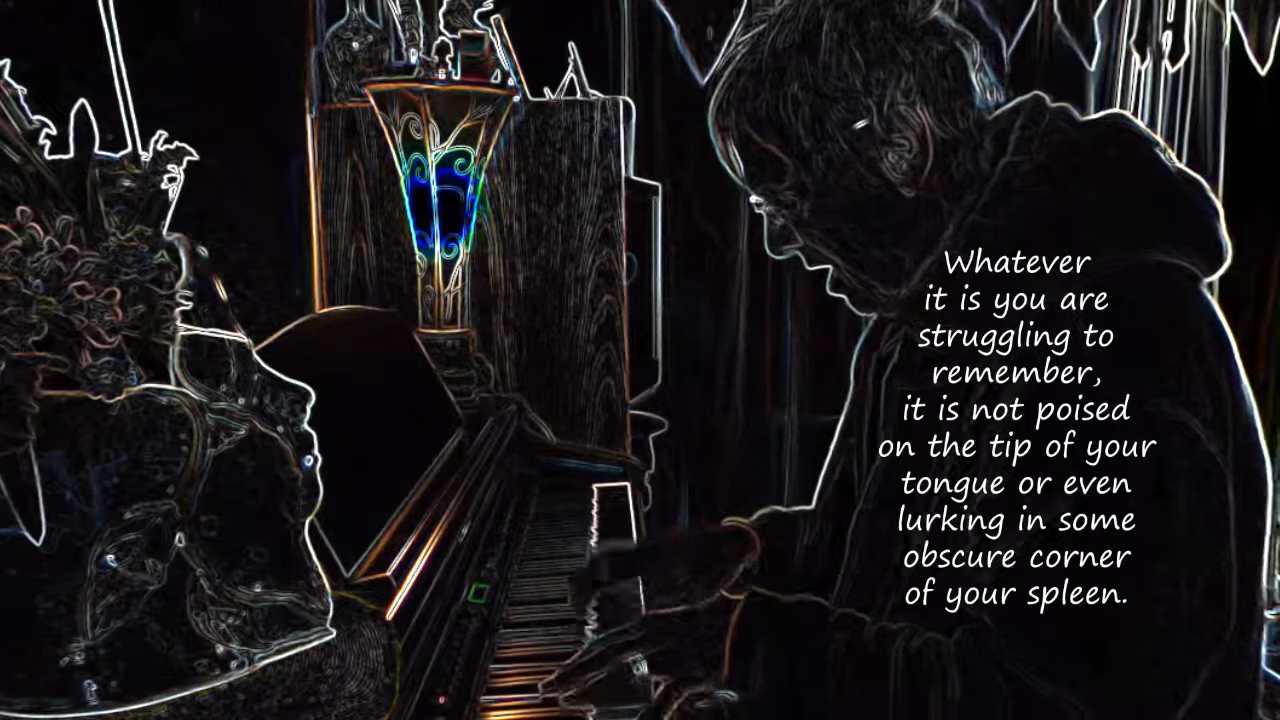 Whatever
it is you are
struggling to
remember,
it is not poised
on the tip of your
tongue or even
lurking in some
obscure corner
of your spleen.